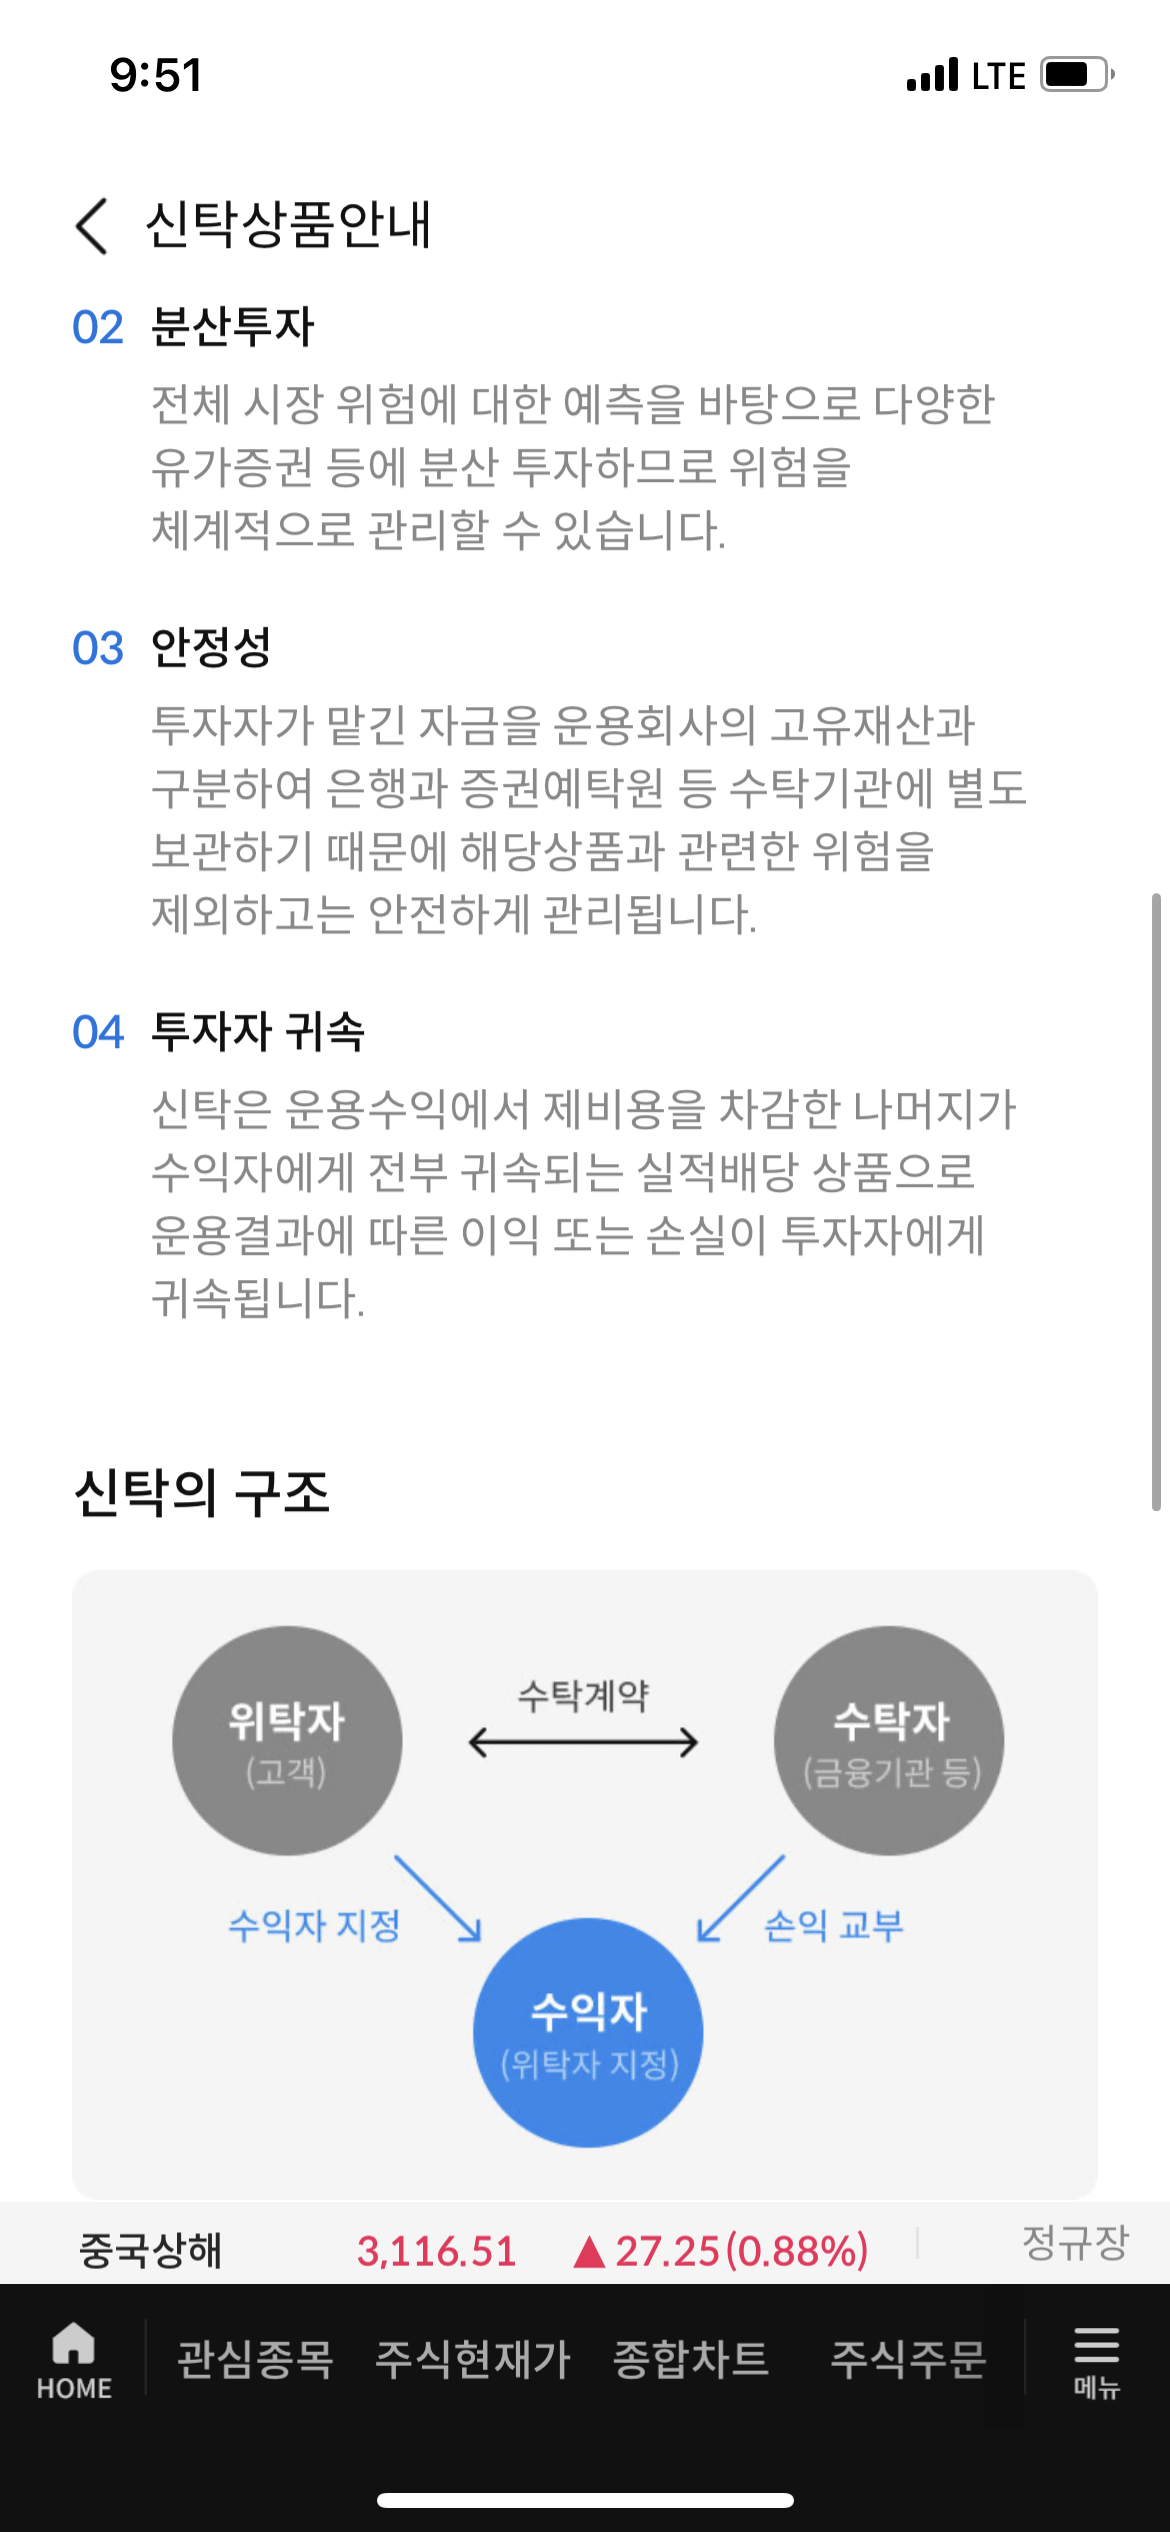 9:51
LTE
신탁상품안내
02 분산투자
전체 시장 위험에 대한 예측을 바탕으로 다양한
유가증권 등에 분산 투자하므로 위험을
체계적으로 관리할 수 있습니다.
03 안정성
투자자가 맡긴 자금을 운용회사의 고유재산과
구분하여 은행과 증권예탁원 등 수탁기관에 별도
보관하기 때문에 해당상품과 관련한 위험을
제외하고는 안전하게 관리됩니다.
04 투자자 귀속
신탁은 운용수익에서 제비용을 차감한 나머지가
수익자에게 전부 귀속되는 실적배당 상품으로
운용결과에 따른 이익 또는 손실이 투자자에게
귀속됩니다.
신탁의 구조
위탁자
(고객)
수탁계약
수탁자
(금융기관 등)
수익자 지정
손익 교부
수익자
(위탁자 지정)
중국상해 3,116.51 ▲27.25(0.88%) 정규장
HOME
관심종목 주식현재가 종합차트 주식주문
메뉴